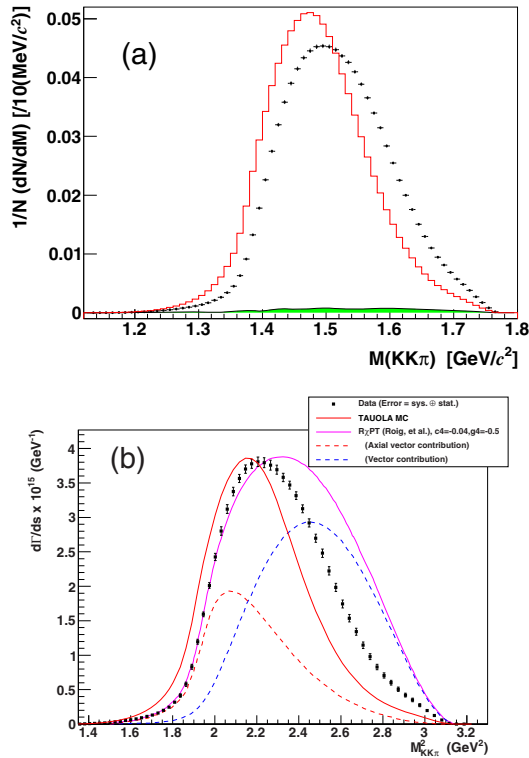 (a)
1/N (dN/dM) [/10(MeV/c²)]
0.05
0.04
0.03
0.02
0.01
0
1.2 1.3 1.4 1.5 1.6 1.7 1.8
M(KKπ) [GeV/c²]
(b)
Data (Error = sys. ⊕ stat.)
TAUOLA MC
RχPT (Roig, et al.), c4=-0.04,g4=-0.5
(Axial vector contribution)
(Vector contribution)
dΓ/ds x 10¹⁵ (GeV⁻¹)
4
3.5
3
2.5
2
1.5
1
0.5
0
1.4 1.6 1.8 2 2.2 2.4 2.6 2.8 3 3.2
M²KKπ (GeV²)